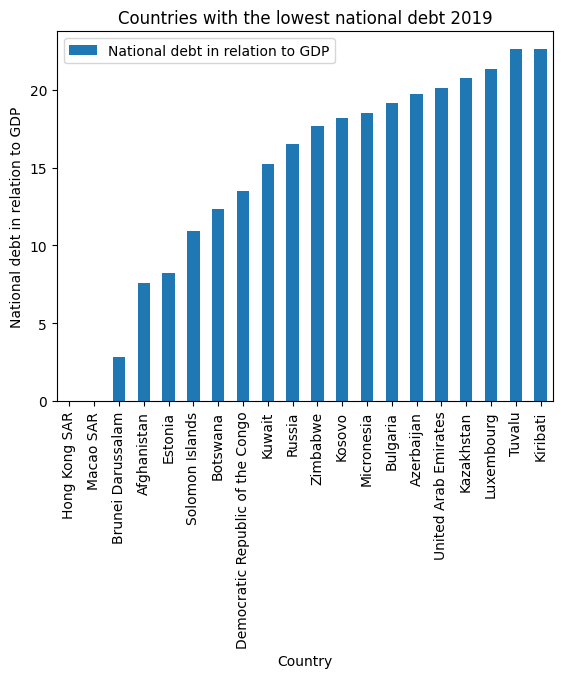 Countries with the lowest national debt 2019
National debt in relation to GDP
National debt in relation to GDP
20
15
10
5
0
Hong Kong SAR
Macao SAR
Brunei Darussalam
Afghanistan
Estonia
Solomon Islands
Botswana
Democratic Republic of the Congo
Kuwait
Russia
Zimbabwe
Kosovo
Micronesia
Bulgaria
Azerbaijan
United Arab Emirates
Kazakhstan
Luxembourg
Tuvalu
Kiribati
Country